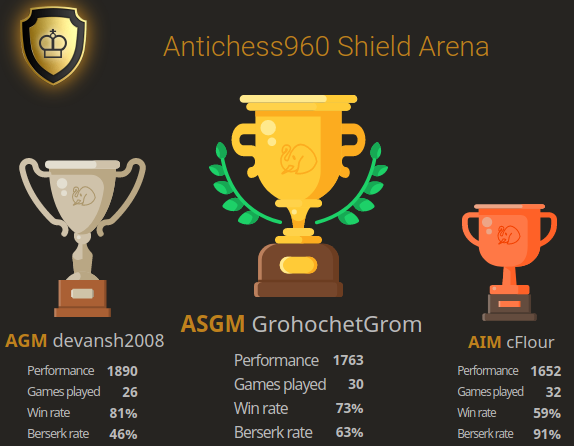 Antichess960 Shield Arena
AGM devansh2008
Performance 1890
Games played 26
Win rate 81%
Berserk rate 46%
ASGM GrohochetGrom
Performance 1763
Games played 30
Win rate 73%
Berserk rate 63%
AIM cFlour
Performance 1652
Games played 32
Win rate 59%
Berserk rate 91%